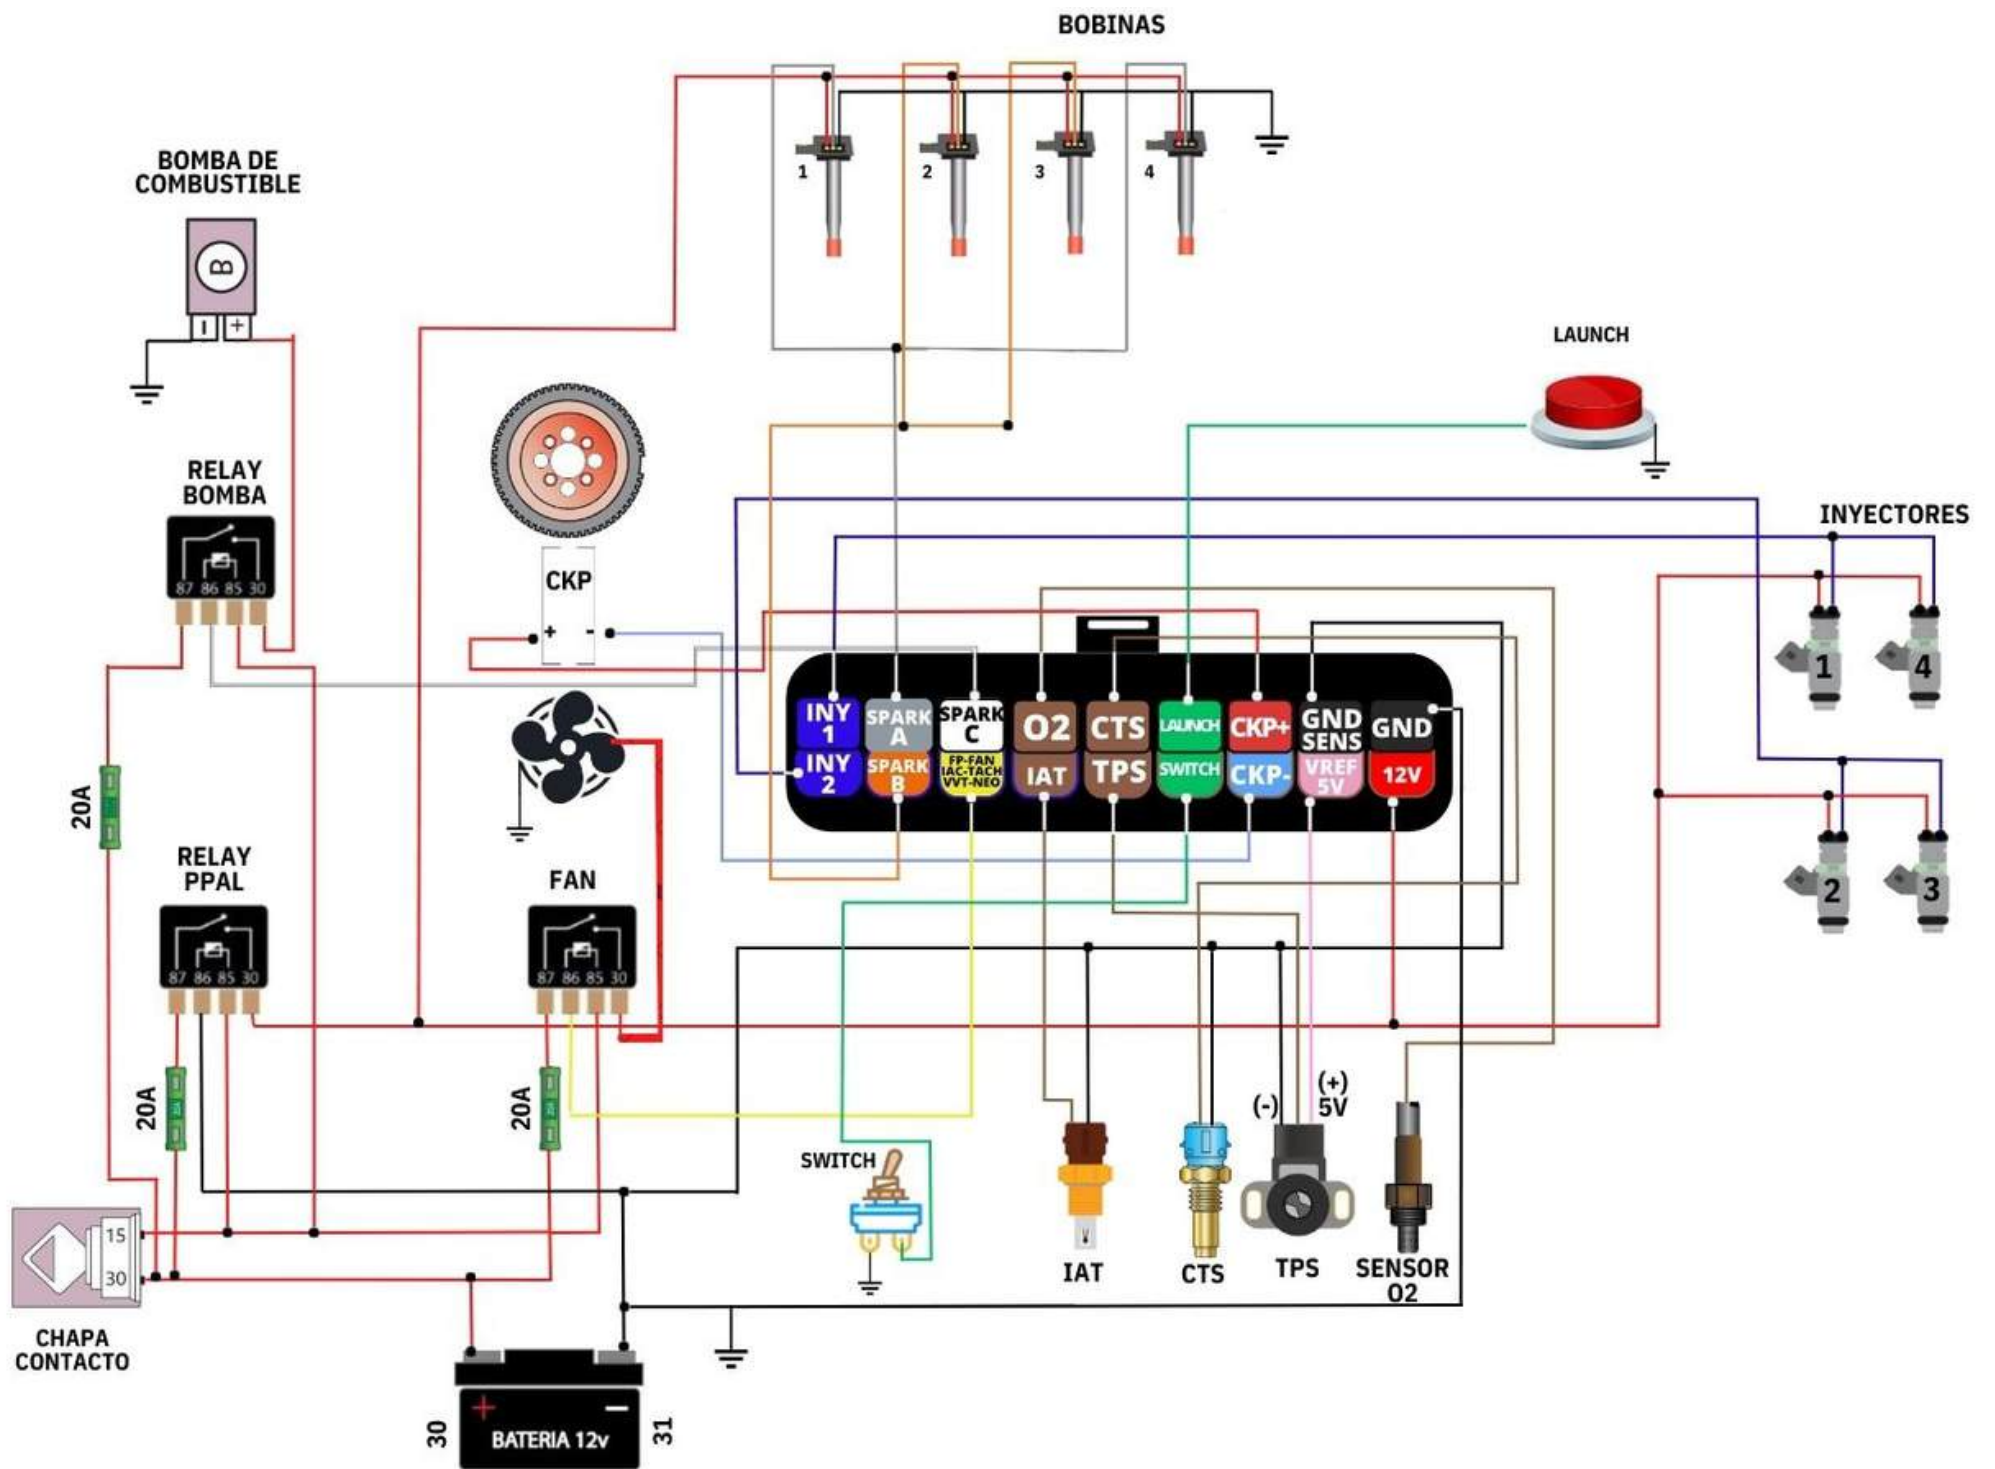 BOBINAS
1
2
3
4
BOMBA DE
COMBUSTIBLE
B
- +
LAUNCH
RELAY
BOMBA
87 86 85 30
CKP
+ -
INYECTORES
1
4
2
3
INY
1
SPARK
A
SPARK
C
O2
CTS
LAUNCH
CKP+
GND
SENS
GND
INY
2
SPARK
B
FP-FAN
IAC-TACH
VVT-NEO
IAT
TPS
SWITCH
CKP-
VREF
5V
12V
20A
RELAY
PPAL
87 86 85 30
FAN
87 86 85 30
20A
20A
(-)
(+)
5V
SWITCH
15
30
CHAPA
CONTACTO
IAT
CTS
TPS
SENSOR
O2
30
+ -
BATERIA 12v
31